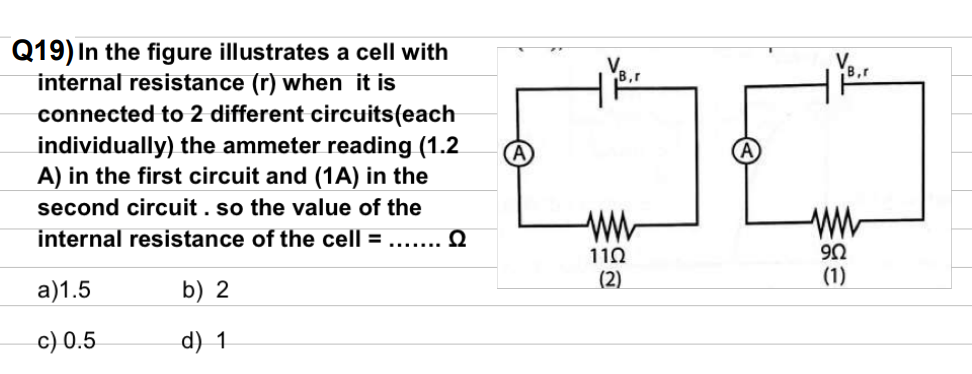 Q19) In the figure illustrates a cell with
internal resistance (r) when it is
connected to 2 different circuits(each
individually) the ammeter reading (1.2
A) in the first circuit and (1A) in the
second circuit . so the value of the
internal resistance of the cell = ....... Ω
a)1.5 b) 2
c) 0.5 d) 1
VB,r
A
11Ω
(2)
VB,r
A
9Ω
(1)